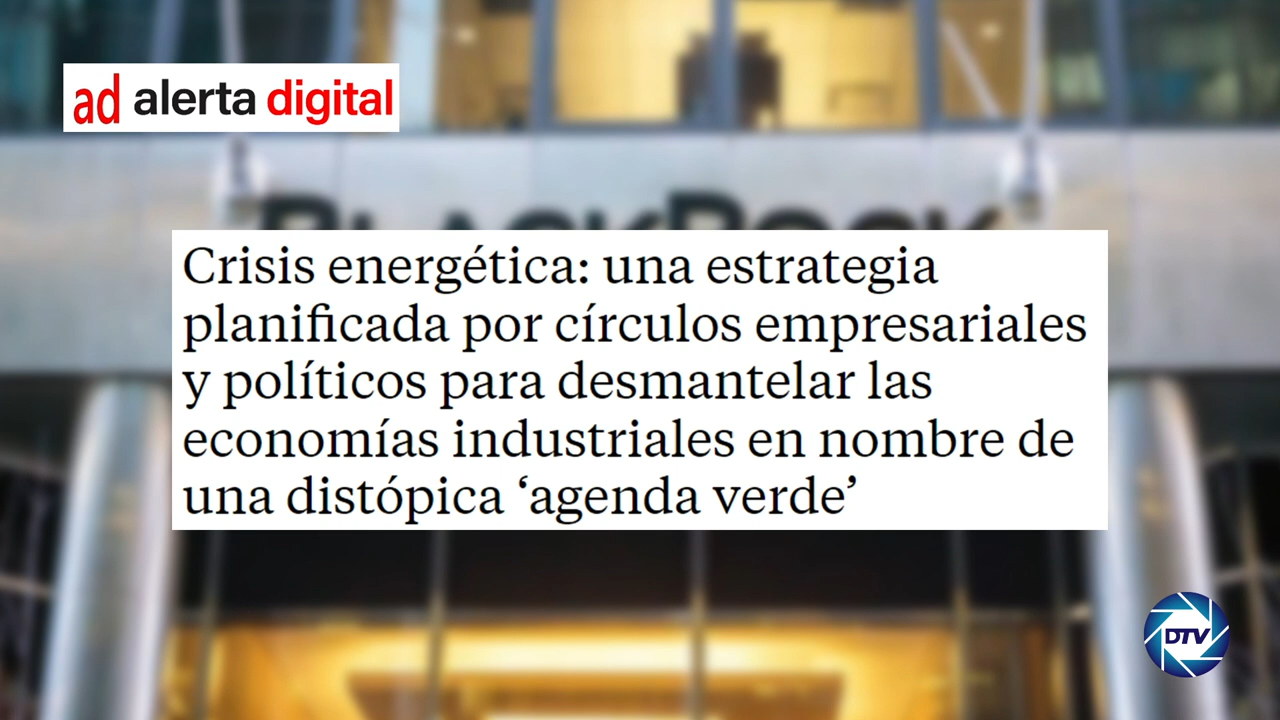 ad alerta digital
BLACKROCK
Crisis energética: una estrategia
planificada por círculos empresariales
y políticos para desmantelar las
economías industriales en nombre de
una distópica ‘agenda verde’
DTV